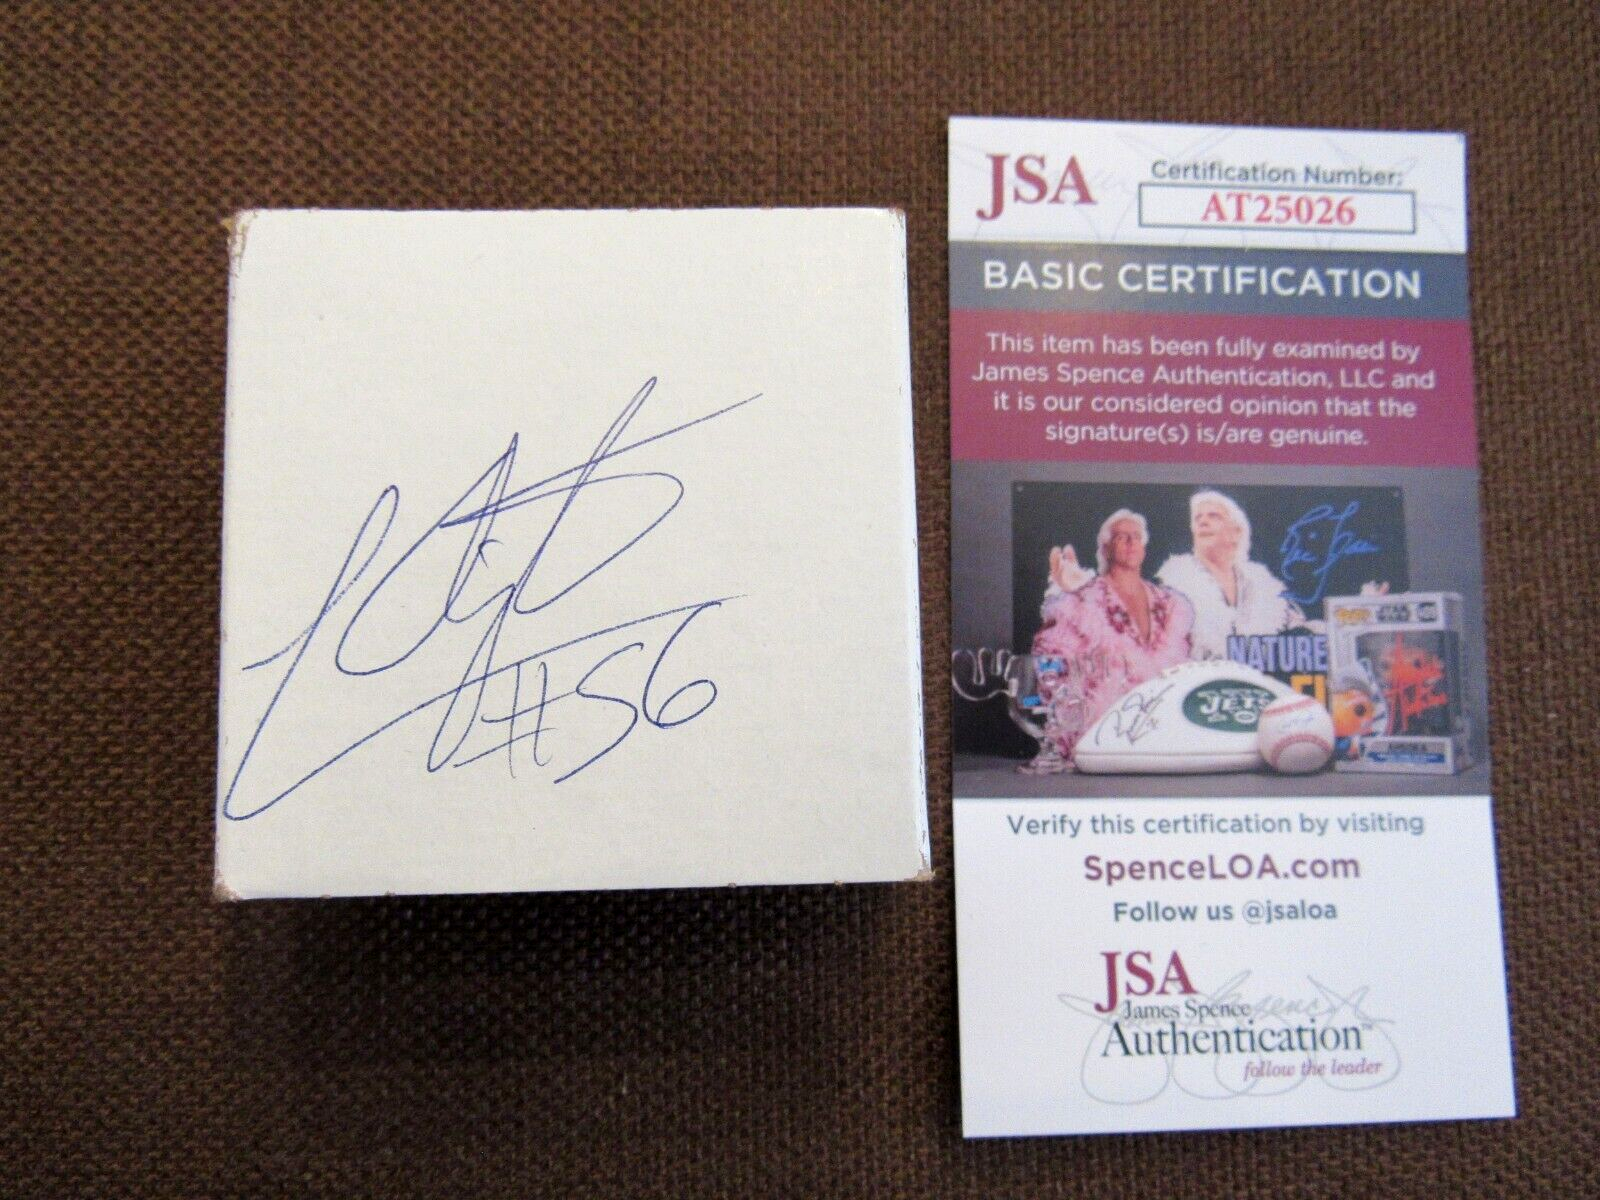 #56
JSA
Certification Number:
AT25026
BASIC CERTIFICATION
This item has been fully examined by
James Spence Authentication, LLC and
it is our considered opinion that the
signature(s) is/are genuine.
NATURE
JETS
Verify this certification by visiting
SpenceLOA.com
Follow us @jsaloa
JSA
James Spence
Authentication™
follow the leader